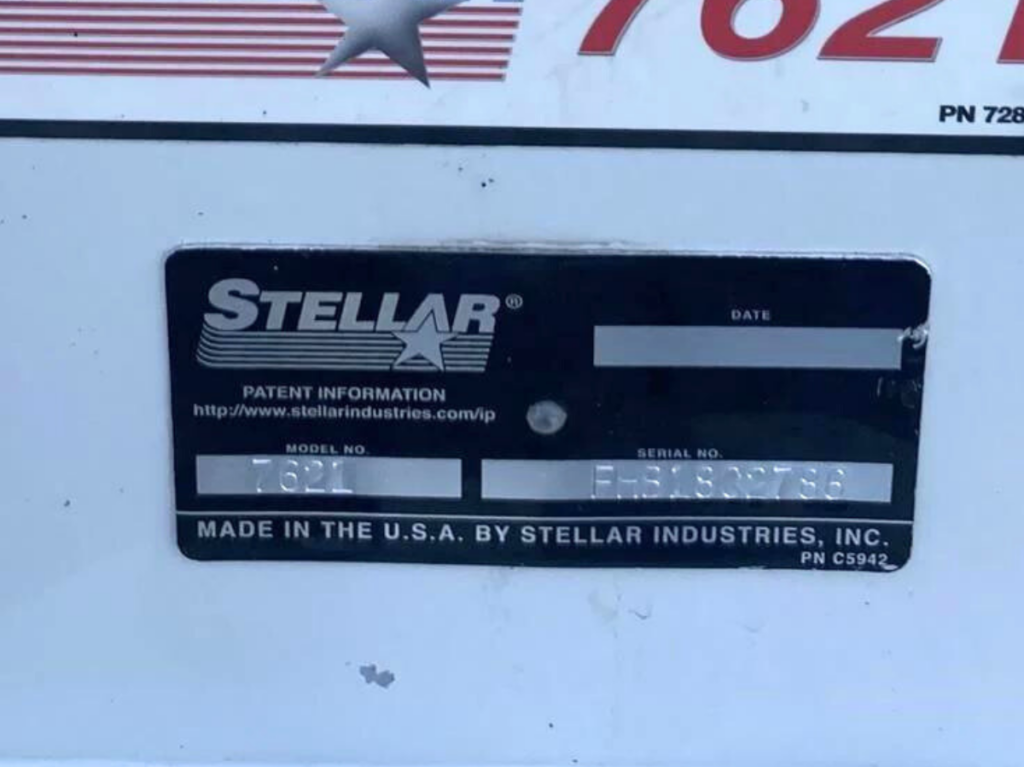 7621
PN 728
STELLAR®
DATE
PATENT INFORMATION
http://www.stellarindustries.com/ip
MODEL NO.
SERIAL NO.
7621
MADE IN THE U.S.A. BY STELLAR INDUSTRIES, INC.
PN C5942